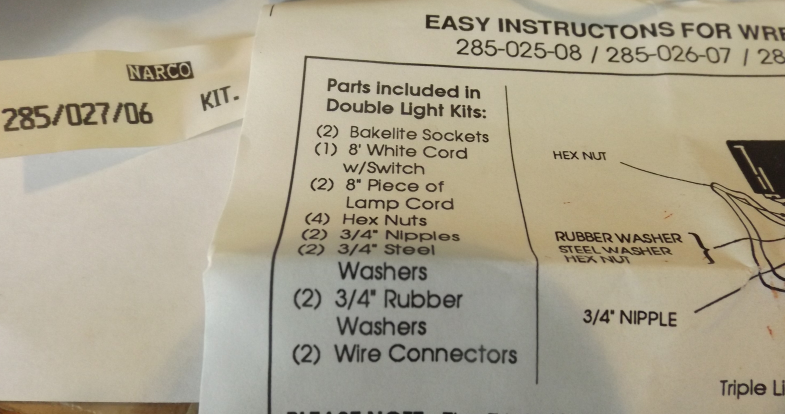 NARCO
285/027/06 KIT.
EASY INSTRUCTONS FOR
285-025-08 / 285-026-07 /
Parts included in
Double Light Kits:
(2) Bakelite Sockets
(1) 8' White Cord
w/Switch
(2) 8" Piece of
Lamp Cord
(4) Hex Nuts
(2) 3/4" Nipples
(2) 3/4" Steel
Washers
(2) 3/4" Rubber
Washers
(2) Wire Connectors
HEX NUT
RUBBER WASHER
STEEL WASHER
HEX NUT
3/4" NIPPLE
Triple